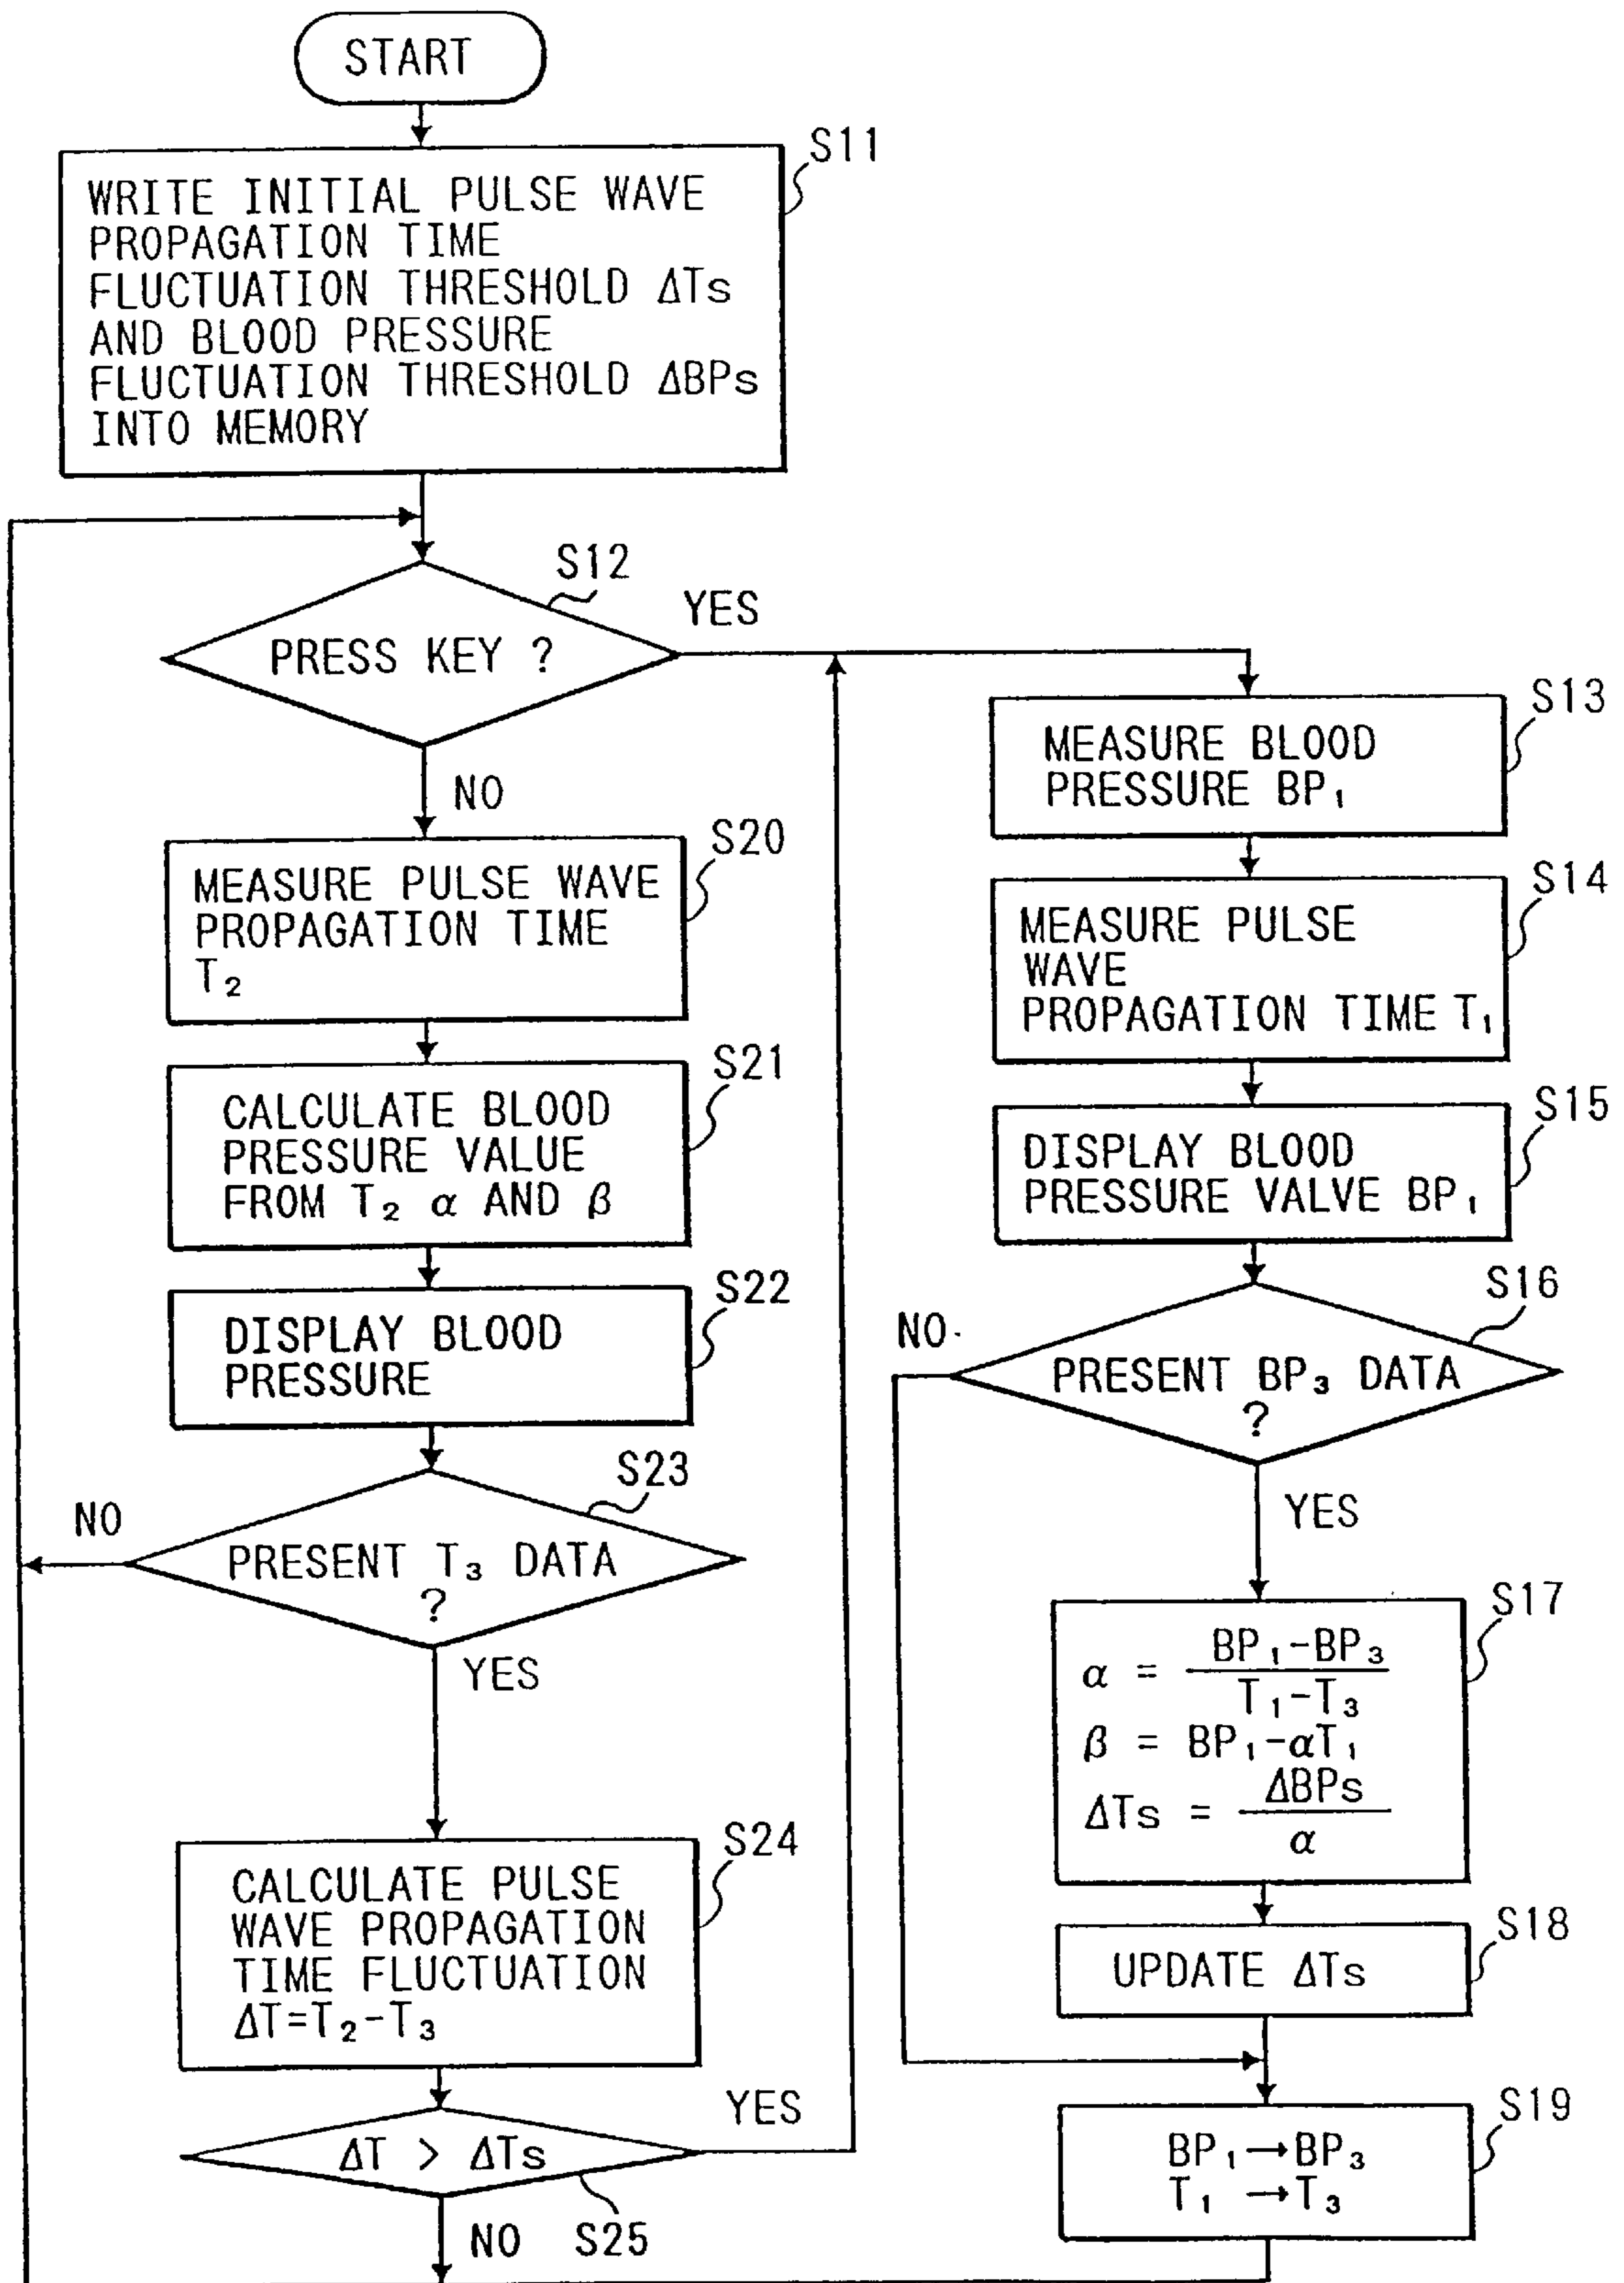 START
S11
WRITE INITIAL PULSE WAVE
PROPAGATION TIME
FLUCTUATION THRESHOLD ΔTs
AND BLOOD PRESSURE
FLUCTUATION THRESHOLD ΔBPs
INTO MEMORY
S12
PRESS KEY ?
YES
NO
S20
MEASURE PULSE WAVE
PROPAGATION TIME
T₂
S21
CALCULATE BLOOD
PRESSURE VALUE
FROM T₂ α AND β
S22
DISPLAY BLOOD
PRESSURE
S23
PRESENT T₃ DATA
?
NO
YES
S24
CALCULATE PULSE
WAVE PROPAGATION
TIME FLUCTUATION
ΔT=T₂-T₃
ΔT > ΔTs
YES
NO
S25
S13
MEASURE BLOOD
PRESSURE BP₁
S14
MEASURE PULSE
WAVE
PROPAGATION TIME T₁
S15
DISPLAY BLOOD
PRESSURE VALVE BP₁
S16
NO
PRESENT BP₃ DATA
?
YES
S17
α = BP₁-BP₃ / T₁-T₃
β = BP₁-αT₁
ΔTs = ΔBPs / α
S18
UPDATE ΔTs
S19
BP₁→BP₃
T₁ →T₃